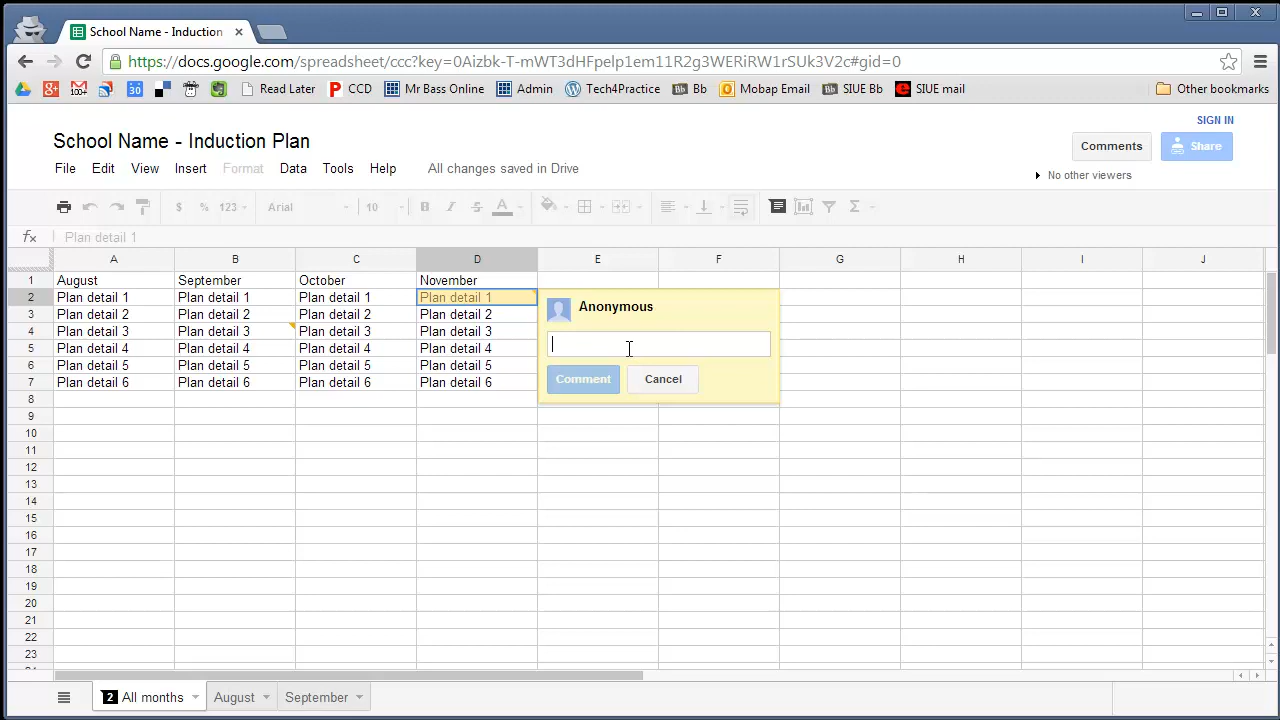 School Name - Induction
https://docs.google.com/spreadsheet/ccc?key=0Aizbk-T-mWT3dHFpelp1em11R2g3WERiRW1rSUk3V2c#gid=0
100+ 30 Read Later CCD Mr Bass Online Admin Tech4Practice Bb Bb Mobap Email Bb SIUE Bb SIUE mail Other bookmarks
SIGN IN
School Name - Induction Plan
Comments Share
File Edit View Insert Format Data Tools Help All changes saved in Drive
No other viewers
$ % 123 Arial 10 B I S A Σ
fx Plan detail 1
A B C D E F G H I J
1 August September October November
2 Plan detail 1 Plan detail 1 Plan detail 1 Plan detail 1
3 Plan detail 2 Plan detail 2 Plan detail 2 Plan detail 2
4 Plan detail 3 Plan detail 3 Plan detail 3 Plan detail 3
5 Plan detail 4 Plan detail 4 Plan detail 4 Plan detail 4
6 Plan detail 5 Plan detail 5 Plan detail 5 Plan detail 5
7 Plan detail 6 Plan detail 6 Plan detail 6 Plan detail 6
Anonymous
Comment Cancel
8
9
10
11
12
13
14
15
16
17
18
19
20
21
22
23
2 All months August September